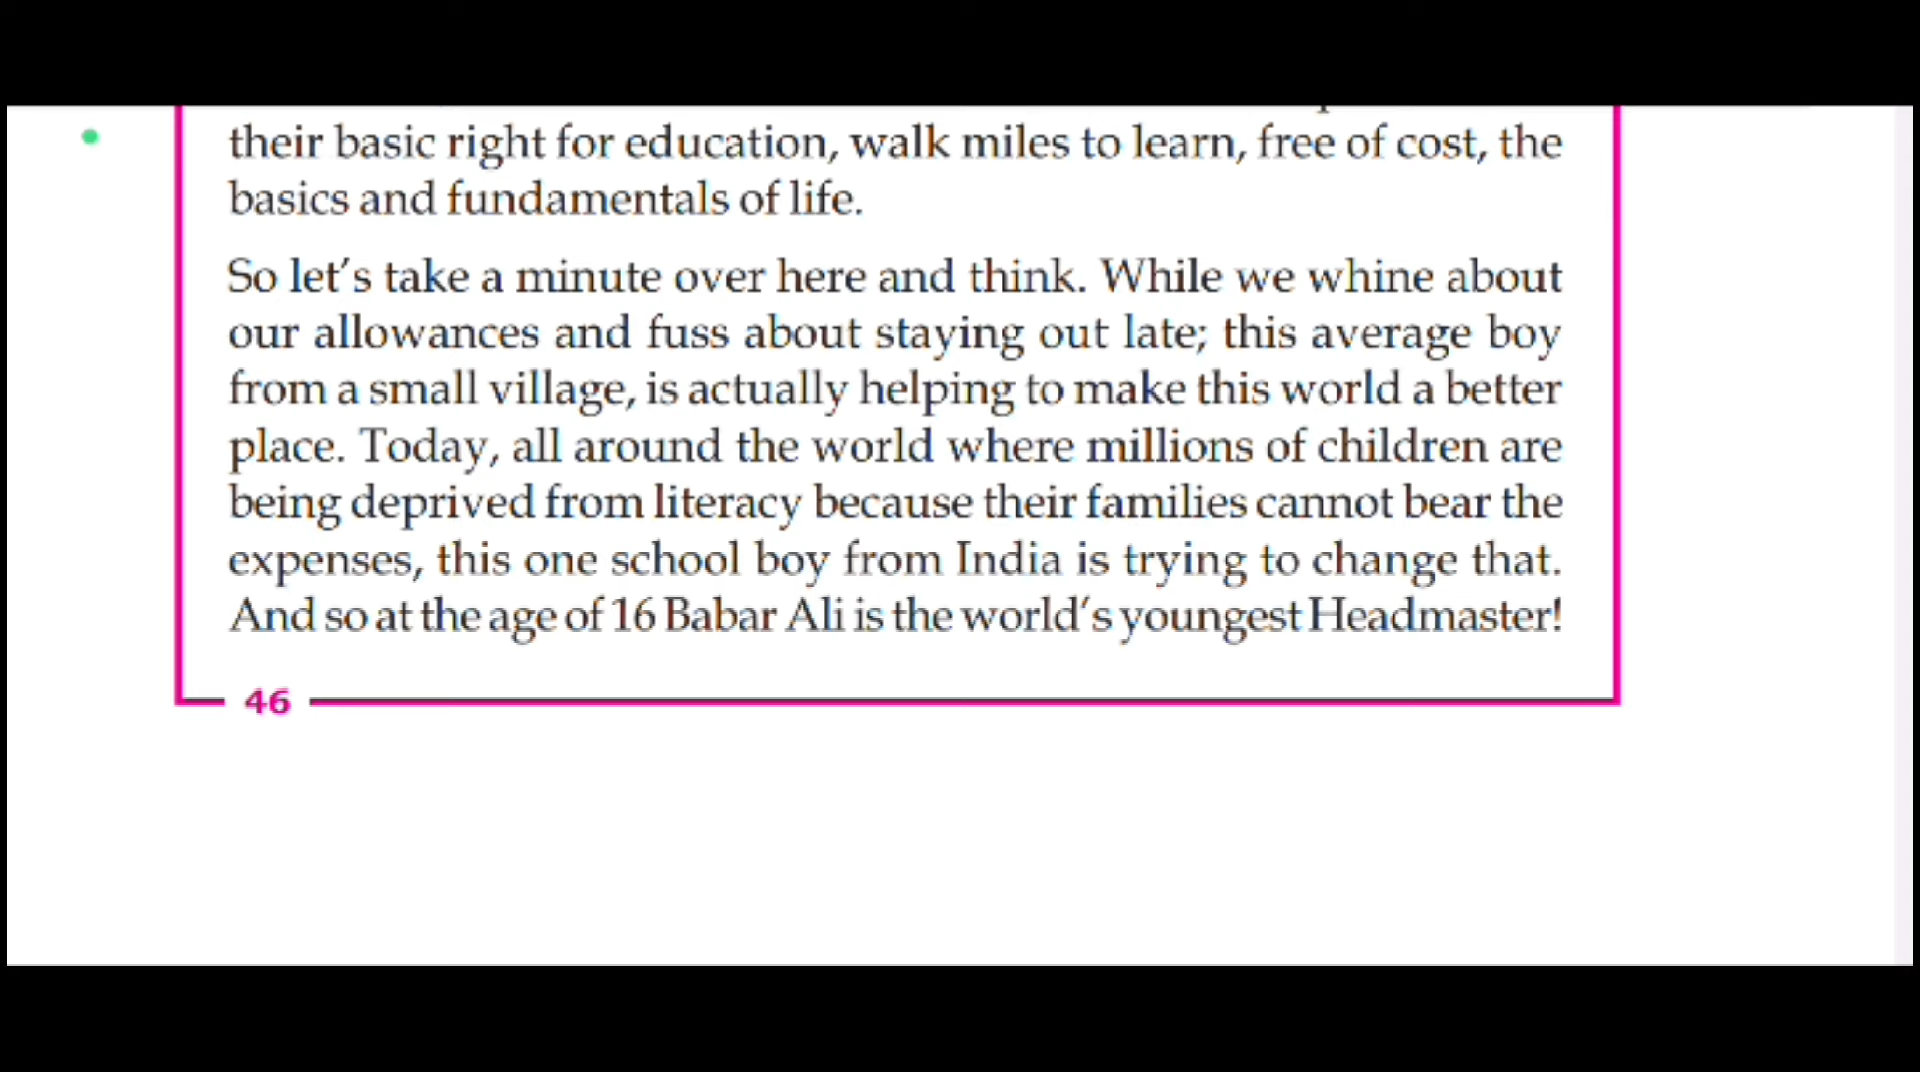 their basic right for education, walk miles to learn, free of cost, the
basics and fundamentals of life.
So let's take a minute over here and think. While we whine about
our allowances and fuss about staying out late; this average boy
from a small village, is actually helping to make this world a better
place. Today, all around the world where millions of children are
being deprived from literacy because their families cannot bear the
expenses, this one school boy from India is trying to change that.
And so at the age of 16 Babar Ali is the world's youngest Headmaster!
46